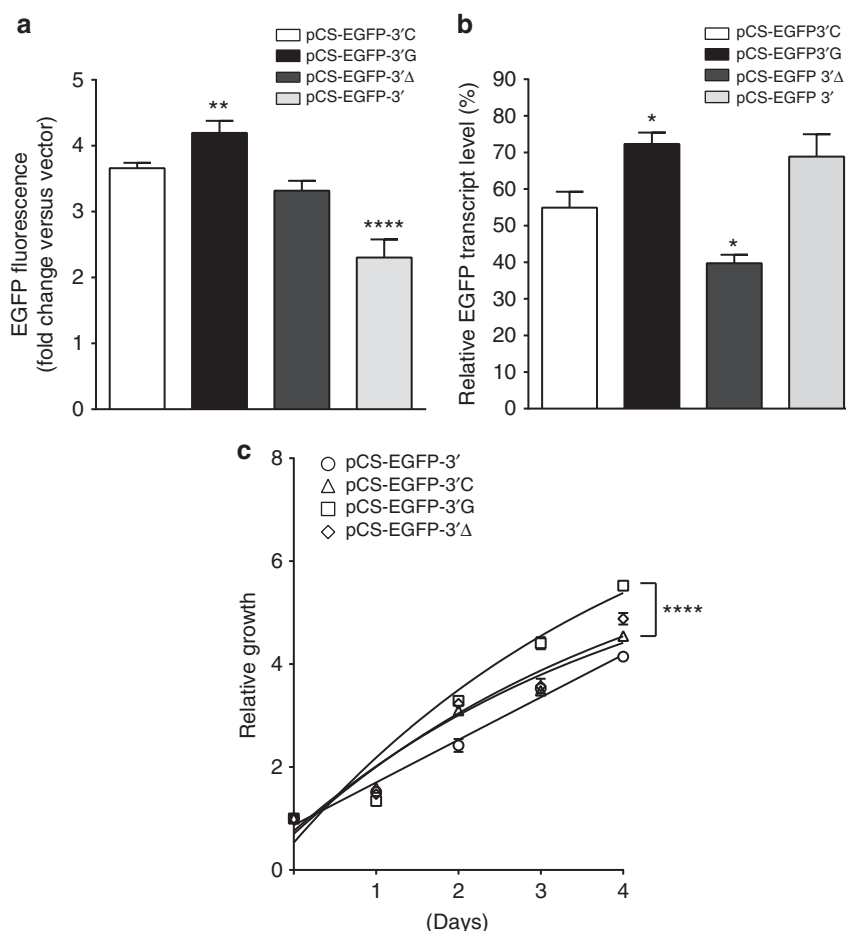 a
pCS-EGFP-3′C
pCS-EGFP-3′G
pCS-EGFP-3′Δ
pCS-EGFP-3′
EGFP fluorescence
(fold change versus vector)
5
4
3
2
1
0
**
****
b
pCS-EGFP3′C
pCS-EGFP3′G
pCS-EGFP 3′Δ
pCS-EGFP 3′
Relative EGFP transcript level (%)
90
80
70
60
50
40
30
20
10
0
*
*
c
pCS-EGFP-3′
pCS-EGFP-3′C
pCS-EGFP-3′G
pCS-EGFP-3′Δ
Relative growth
8
6
4
2
0
****
1 2 3 4
(Days)